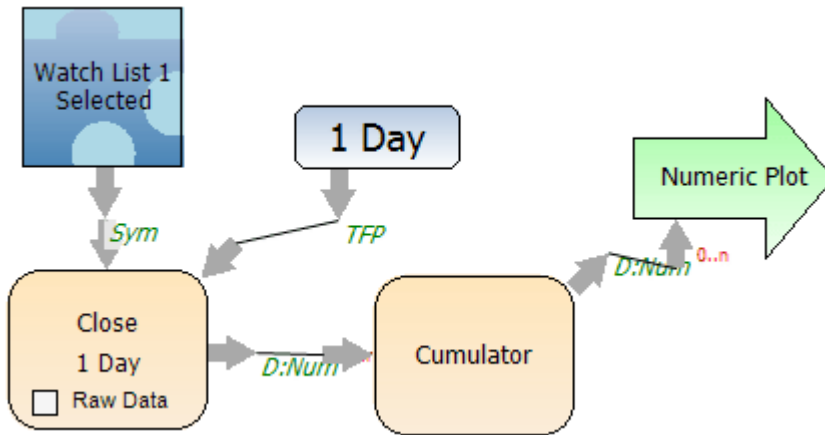 Watch List 1
Selected
1 Day
Numeric Plot
Sym
TFP
D:Num
0..n
Close
1 Day
Raw Data
D:Num
Cumulator